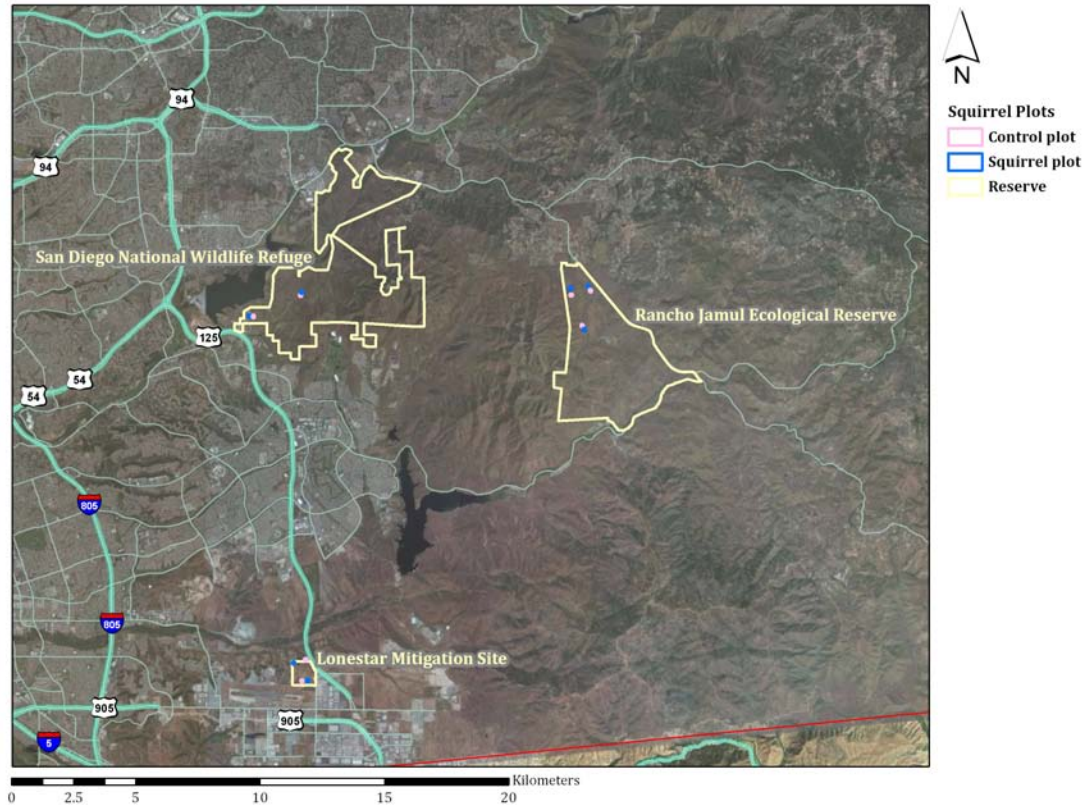 94
94
San Diego National Wildlife Refuge
Rancho Jamul Ecological Reserve
125
54
54
805
805
Lonestar Mitigation Site
905
905
5
N
Squirrel Plots
Control plot
Squirrel plot
Reserve
0 2.5 5 10 15 20 Kilometers